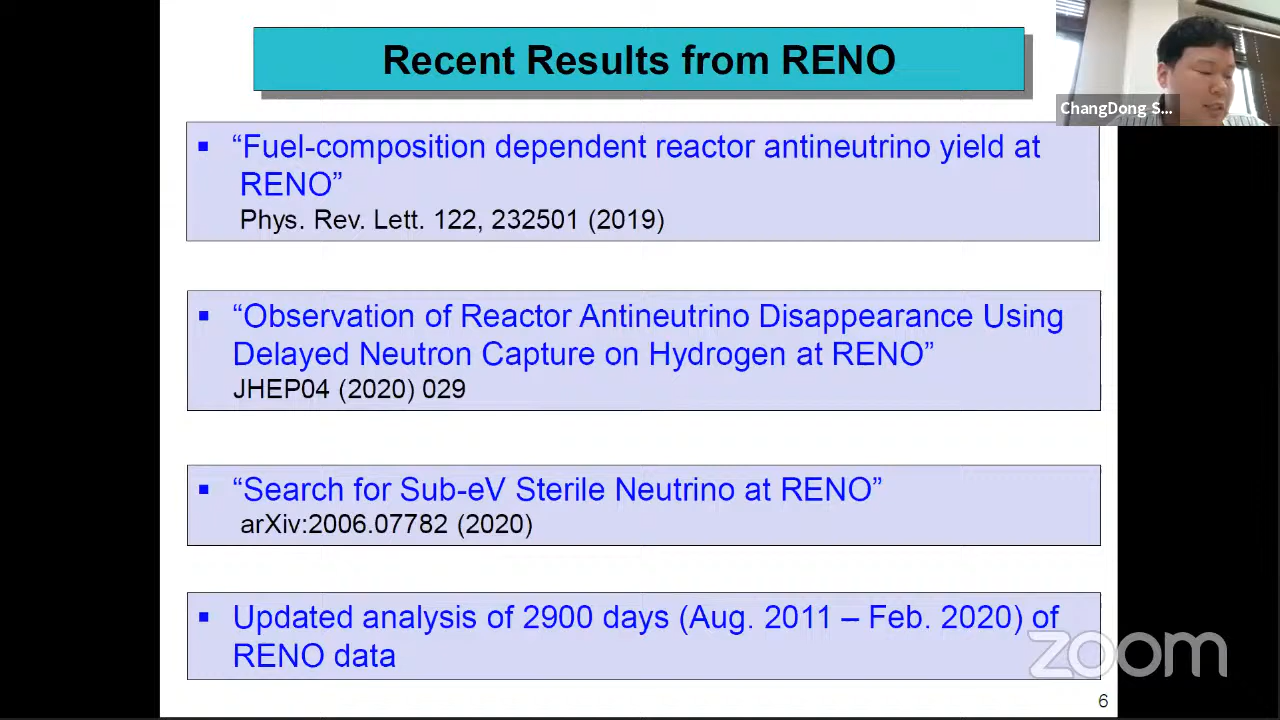 Recent Results from RENO
ChangDong S...
▪ “Fuel-composition dependent reactor antineutrino yield at
RENO”
Phys. Rev. Lett. 122, 232501 (2019)
▪ “Observation of Reactor Antineutrino Disappearance Using
Delayed Neutron Capture on Hydrogen at RENO”
JHEP04 (2020) 029
▪ “Search for Sub-eV Sterile Neutrino at RENO”
arXiv:2006.07782 (2020)
▪ Updated analysis of 2900 days (Aug. 2011 – Feb. 2020) of
RENO data
zoom
6